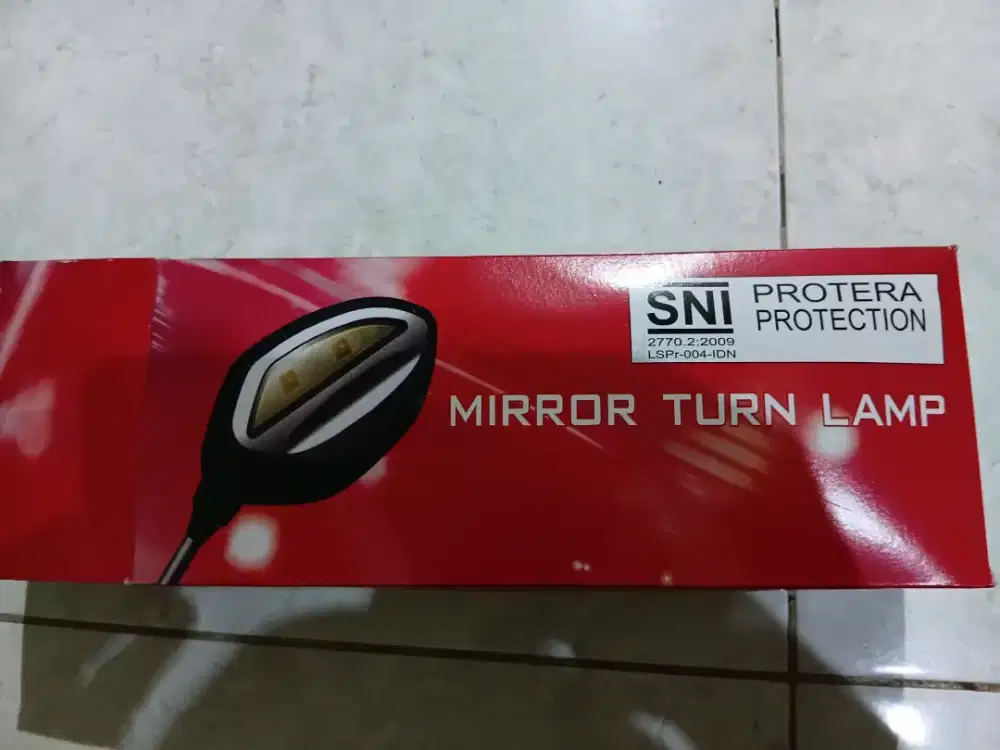 SNI
2770.2:2009
LSPr-004-IDN
PROTERA
PROTECTION
MIRROR TURN LAMP